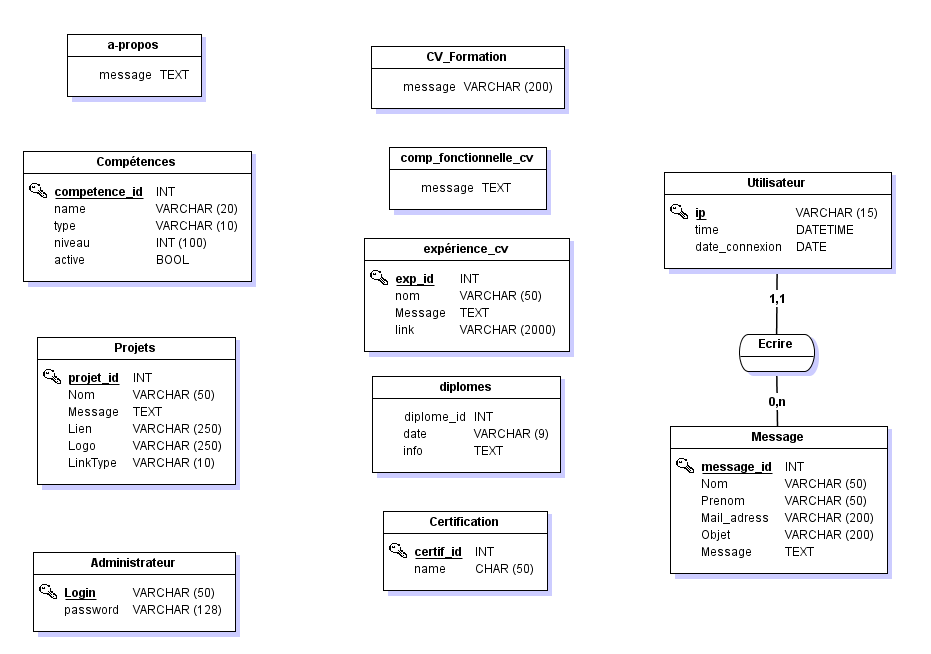 a-propos
message TEXT
Compétences
competence_id INT
name VARCHAR (20)
type VARCHAR (10)
niveau INT (100)
active BOOL
Projets
projet_id INT
Nom VARCHAR (50)
Message TEXT
Lien VARCHAR (250)
Logo VARCHAR (250)
LinkType VARCHAR (10)
Administrateur
Login VARCHAR (50)
password VARCHAR (128)
CV_Formation
message VARCHAR (200)
comp_fonctionnelle_cv
message TEXT
expérience_cv
exp_id INT
nom VARCHAR (50)
Message TEXT
link VARCHAR (2000)
diplomes
diplome_id INT
date VARCHAR (9)
info TEXT
Certification
certif_id INT
name CHAR (50)
Utilisateur
ip VARCHAR (15)
time DATETIME
date_connexion DATE
1,1
Ecrire
0,n
Message
message_id INT
Nom VARCHAR (50)
Prenom VARCHAR (50)
Mail_adress VARCHAR (200)
Objet VARCHAR (200)
Message TEXT